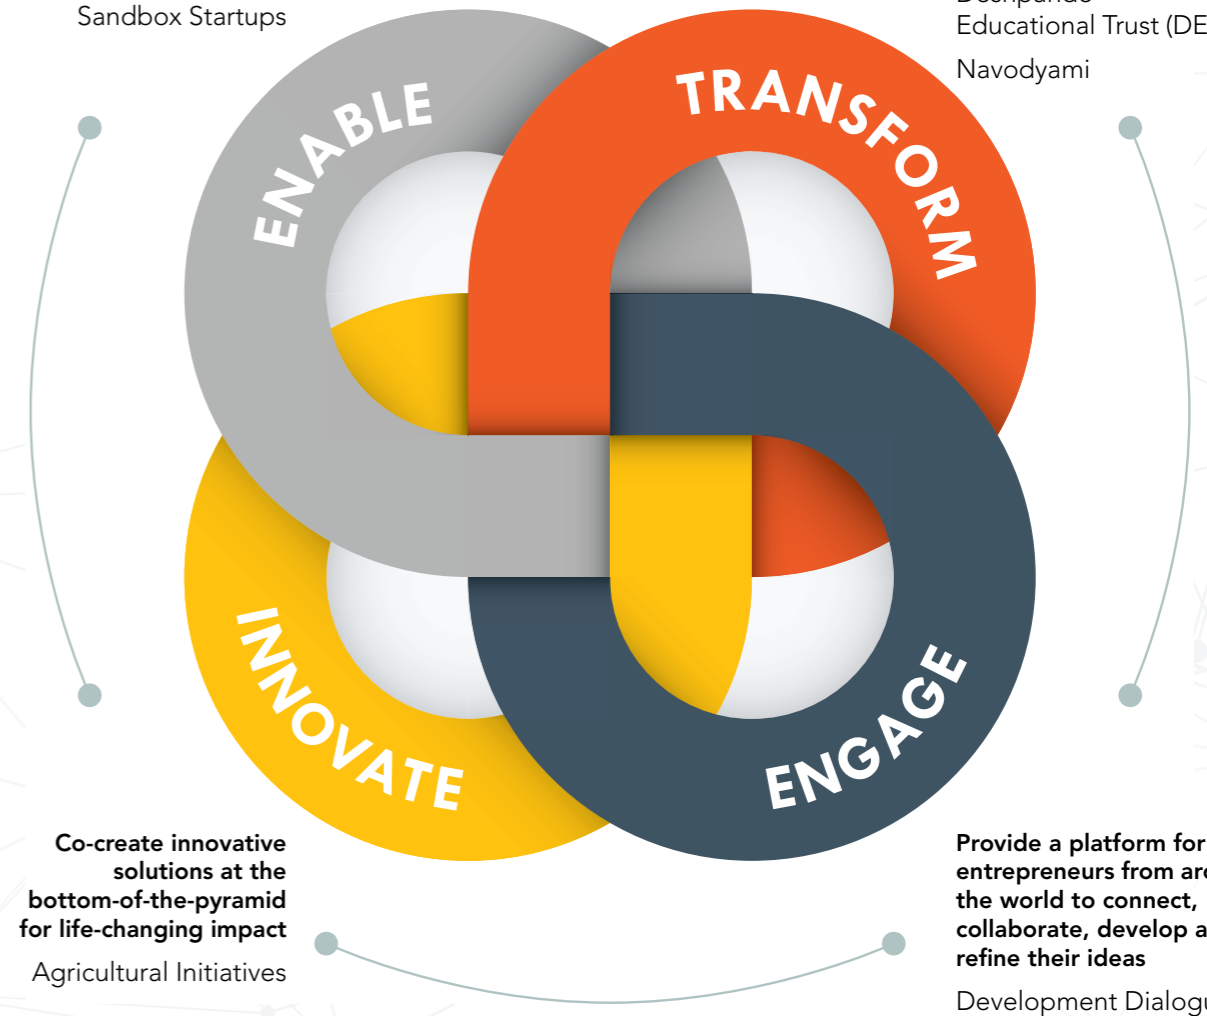 Sandbox Startups
Educational Trust (DE
Navodyami
ENABLE
TRANSFORM
INNOVATE
ENGAGE
Co-create innovative
solutions at the
bottom-of-the-pyramid
for life-changing impact
Agricultural Initiatives
Provide a platform for
entrepreneurs from
the world to connect,
collaborate, develop
refine their ideas
Development